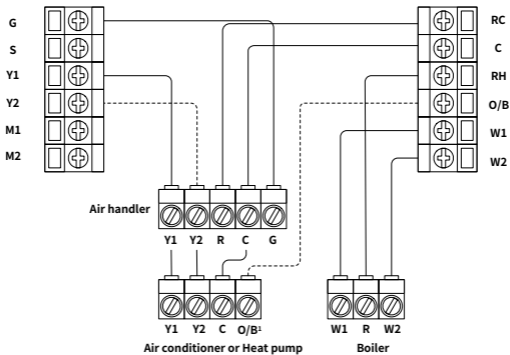 G RC
S C
Y1 RH
Y2 O/B
M1 W1
M2 W2
Air handler
Y1 Y2 R C G
Y1 Y2 C O/B¹
W1 R W2
Air conditioner or Heat pump
Boiler